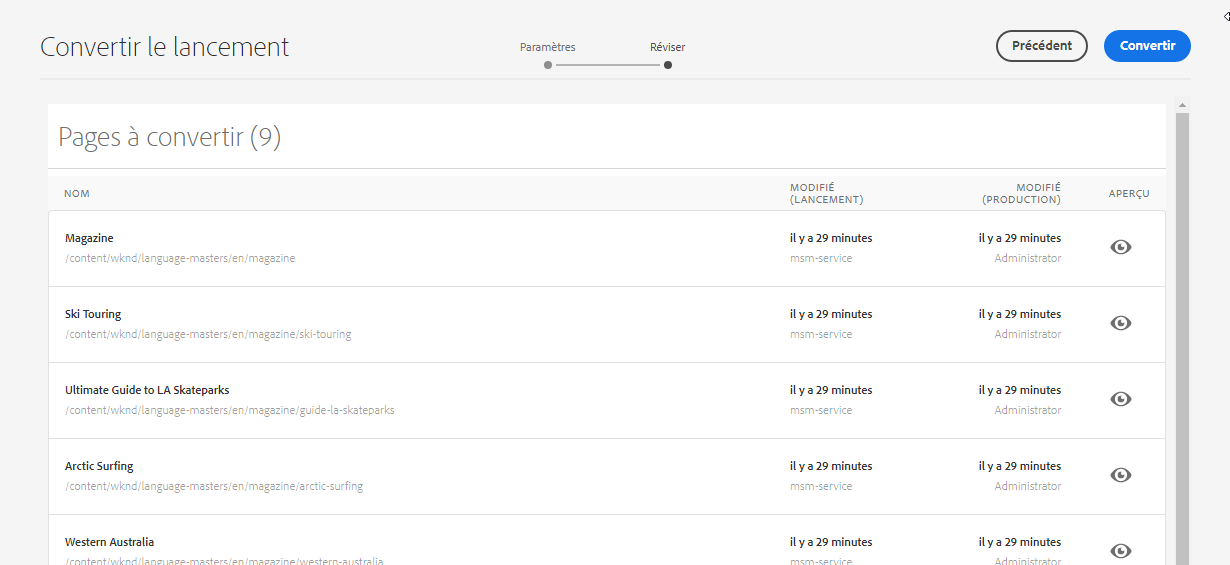 Convertir le lancement
Paramètres
Réviser
Précédent
Convertir
Pages à convertir (9)
NOM
MODIFIÉ
(LANCEMENT)
MODIFIÉ
(PRODUCTION)
APERÇU
Magazine
il y a 29 minutes
il y a 29 minutes
/content/wknd/language-masters/en/magazine
msm-service
Administrator
Ski Touring
il y a 29 minutes
il y a 29 minutes
/content/wknd/language-masters/en/magazine/ski-touring
msm-service
Administrator
Ultimate Guide to LA Skateparks
il y a 29 minutes
il y a 29 minutes
/content/wknd/language-masters/en/magazine/guide-la-skateparks
msm-service
Administrator
Arctic Surfing
il y a 29 minutes
il y a 29 minutes
/content/wknd/language-masters/en/magazine/arctic-surfing
msm-service
Administrator
Western Australia
il y a 29 minutes
il y a 29 minutes
/content/wknd/language-masters/en/magazine/western-australia
msm-service
Administrator